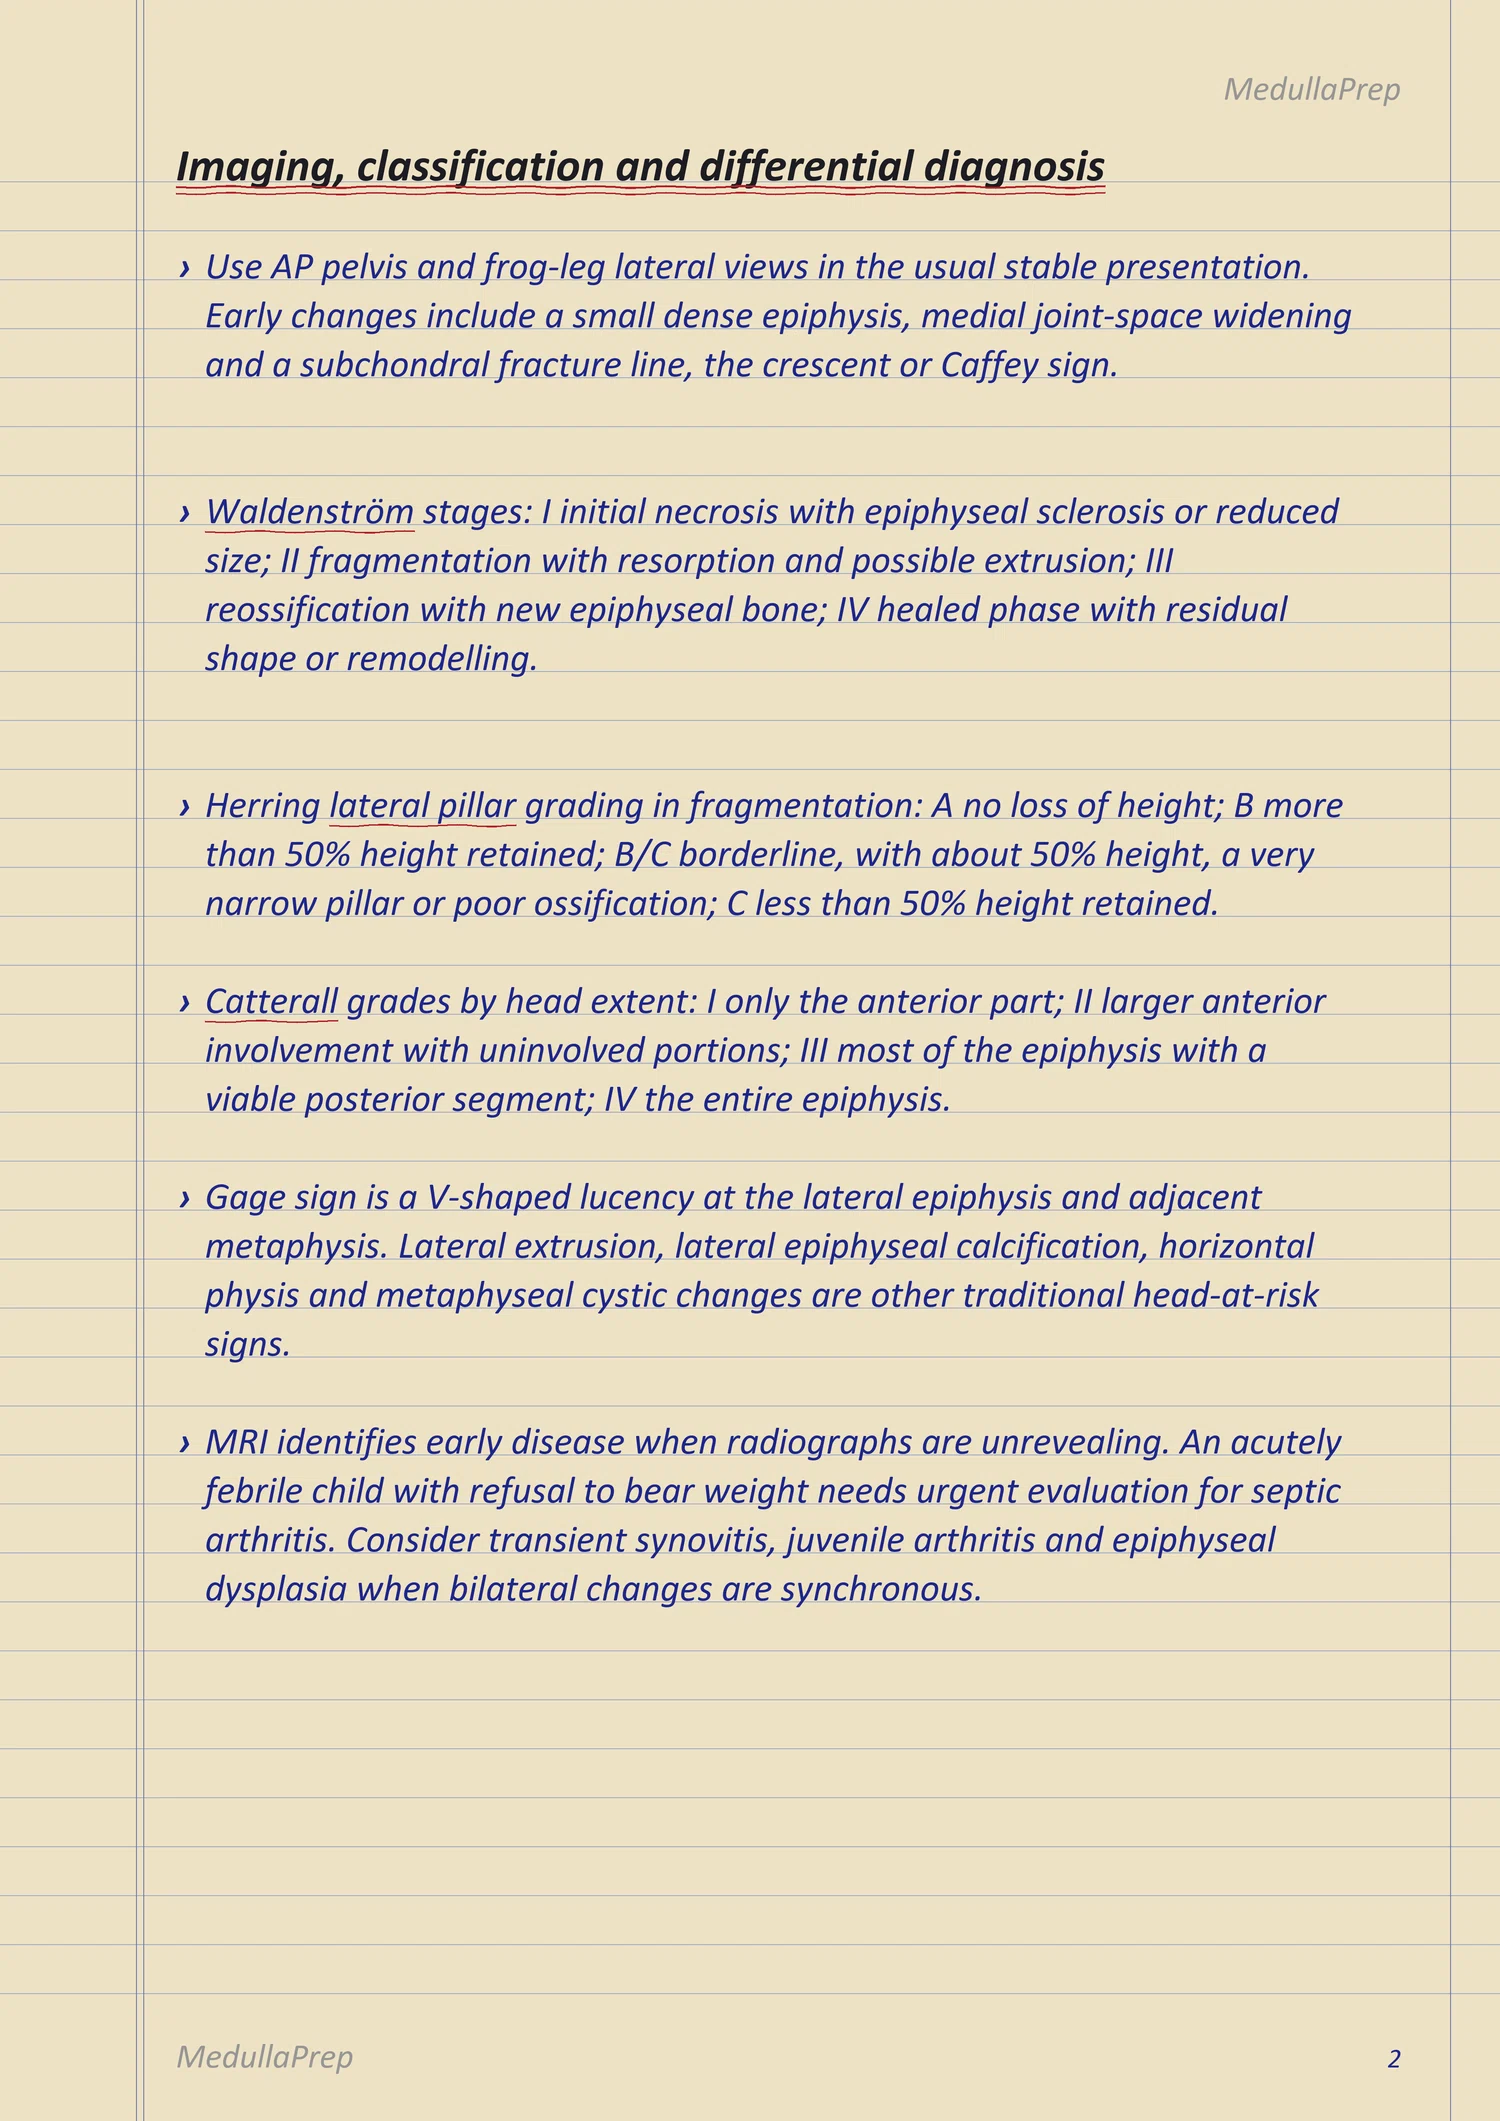 MedullaPrep
Imaging, classification and differential diagnosis
› Use AP pelvis and frog-leg lateral views in the usual stable presentation.
Early changes include a small dense epiphysis, medial joint-space widening
and a subchondral fracture line, the crescent or Caffey sign.
› Waldenström stages: I initial necrosis with epiphyseal sclerosis or reduced
size; II fragmentation with resorption and possible extrusion; III
reossification with new epiphyseal bone; IV healed phase with residual
shape or remodelling.
› Herring lateral pillar grading in fragmentation: A no loss of height; B more
than 50% height retained; B/C borderline, with about 50% height, a very
narrow pillar or poor ossification; C less than 50% height retained.
› Catterall grades by head extent: I only the anterior part; II larger anterior
involvement with uninvolved portions; III most of the epiphysis with a
viable posterior segment; IV the entire epiphysis.
› Gage sign is a V-shaped lucency at the lateral epiphysis and adjacent
metaphysis. Lateral extrusion, lateral epiphyseal calcification, horizontal
physis and metaphyseal cystic changes are other traditional head-at-risk
signs.
› MRI identifies early disease when radiographs are unrevealing. An acutely
febrile child with refusal to bear weight needs urgent evaluation for septic
arthritis. Consider transient synovitis, juvenile arthritis and epiphyseal
dysplasia when bilateral changes are synchronous.
MedullaPrep
2